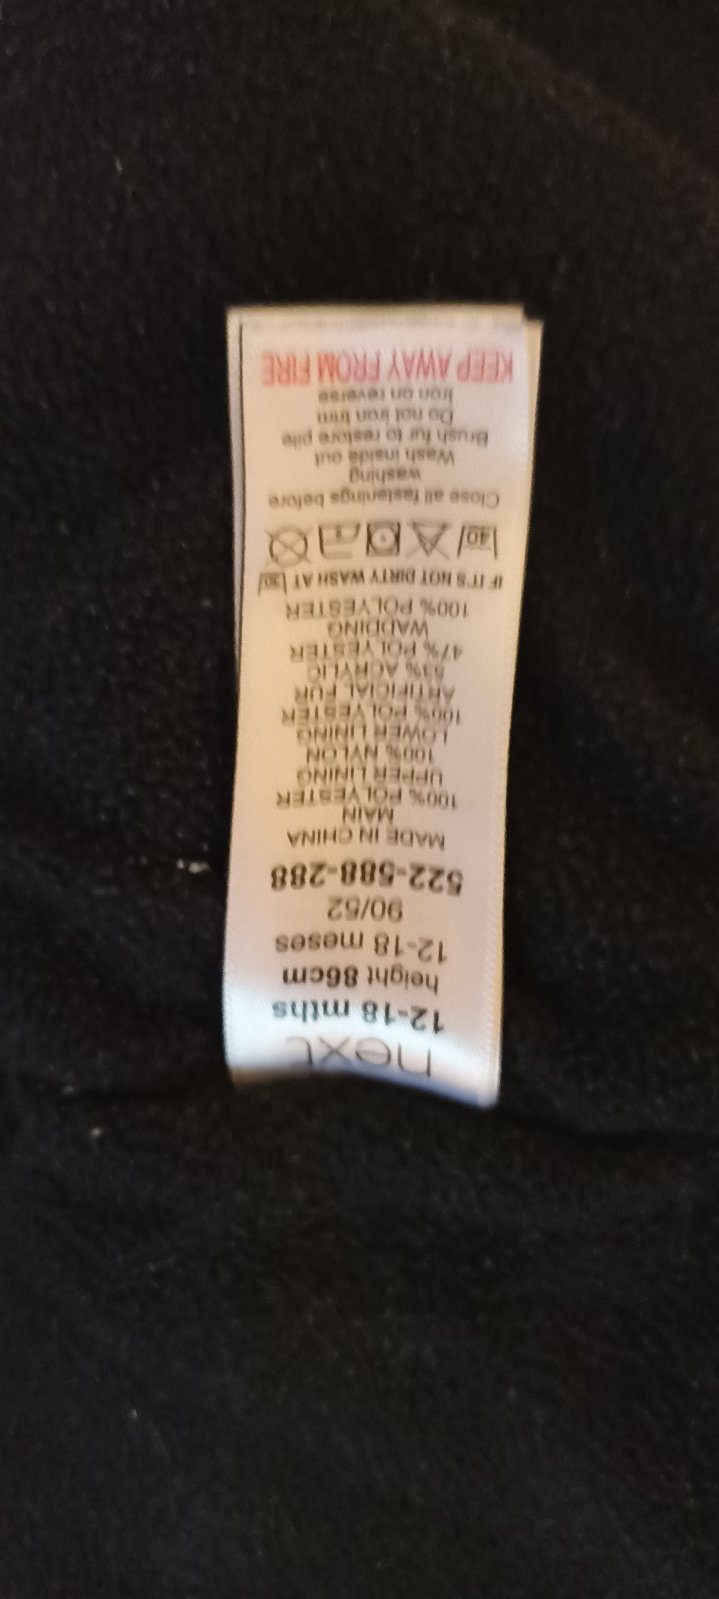 next
12-18 mths
height 86cm
12-18 meses
90/52
522-588-288
MADE IN CHINA
MAIN
100% POLYESTER
UPPER LINING
100% NYLON
LOWER LINING
100% POLYESTER
ARTIFICIAL FUR
53% ACRYLIC
47% POLYESTER
WADDING
100% POLYESTER
IF IT'S NOT DIRTY WASH AT 30
40
Close all fastenings before
washing
Wash inside out
Brush fur to restore pile
Do not iron trim
Iron on reverse
KEEP AWAY FROM FIRE